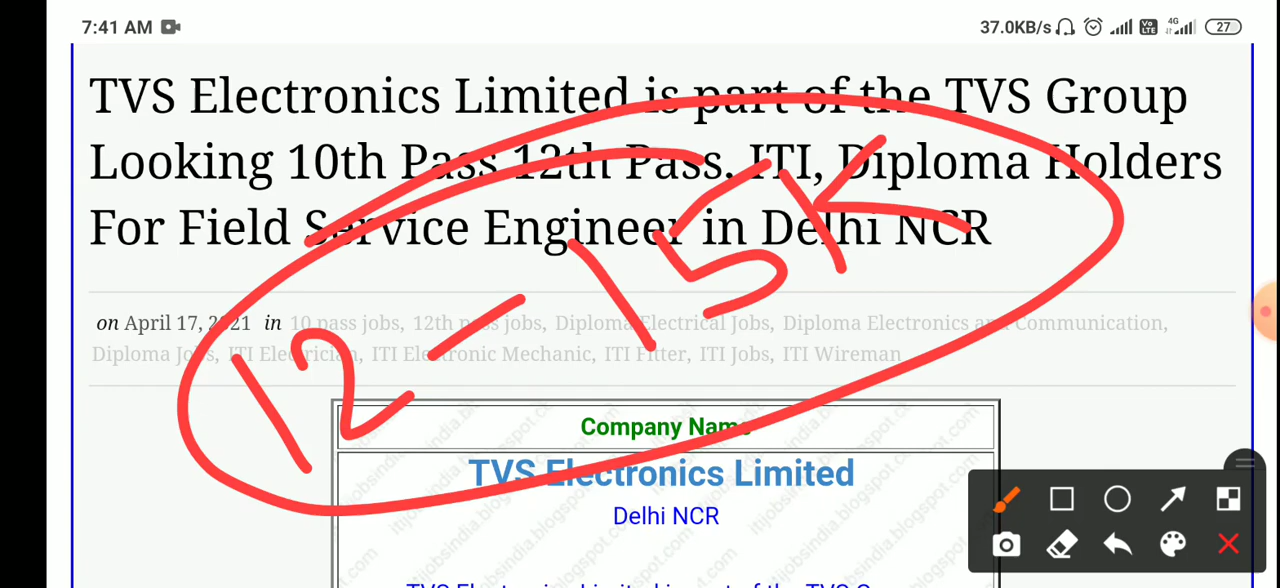 7:41 AM 37.0KB/s Vo LTE 4G 27
TVS Electronics Limited is part of the TVS Group
Looking 10th Pass 12th Pass, ITI, Diploma Holders
For Field Service Engineer in Delhi NCR
12-15K
on April 17, 2021 in 10 pass jobs, 12th pass jobs, Diploma Electrical Jobs, Diploma Electronics and Communication,
Diploma Jobs, ITI Electrician, ITI Electronic Mechanic, ITI Fitter, ITI Jobs, ITI Wireman
Company Name
TVS Electronics Limited
Delhi NCR